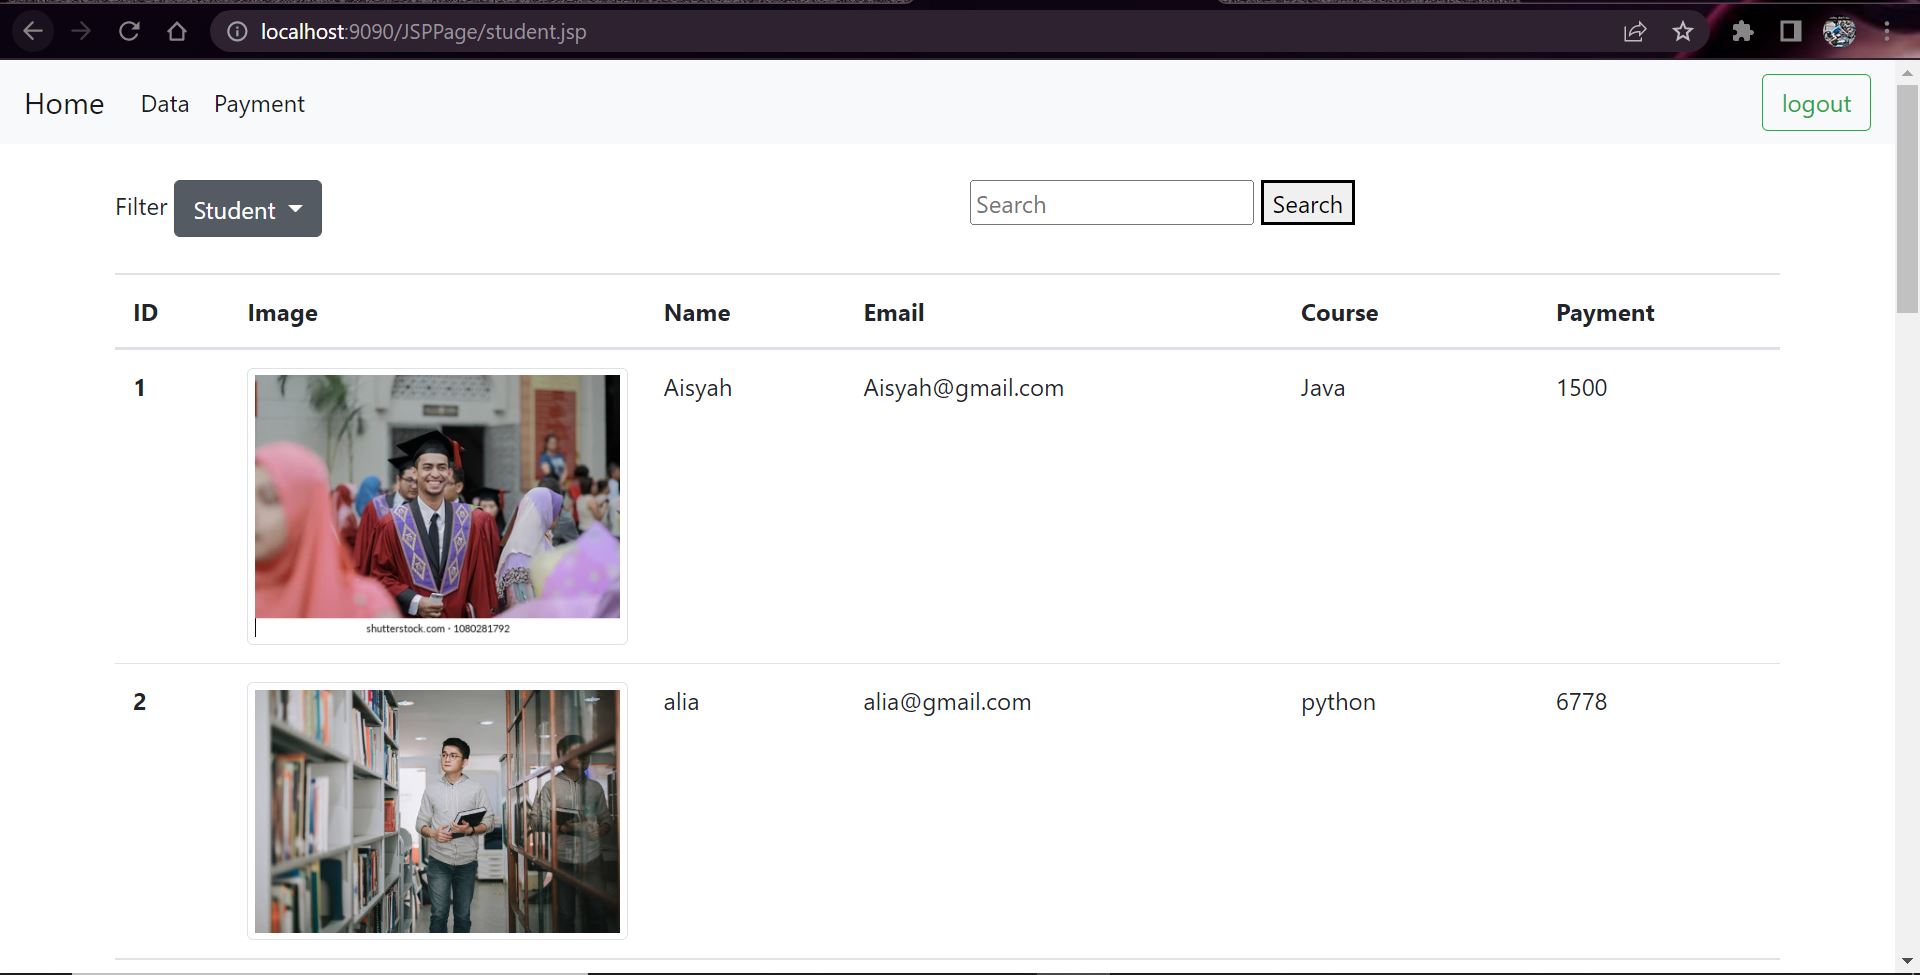 localhost:9090/JSPPage/student.jsp
Home Data Payment logout
Filter Student Search Search
ID Image Name Email Course Payment
1 Aisyah Aisyah@gmail.com Java 1500
shutterstock.com · 1080281792
2 alia alia@gmail.com python 6778